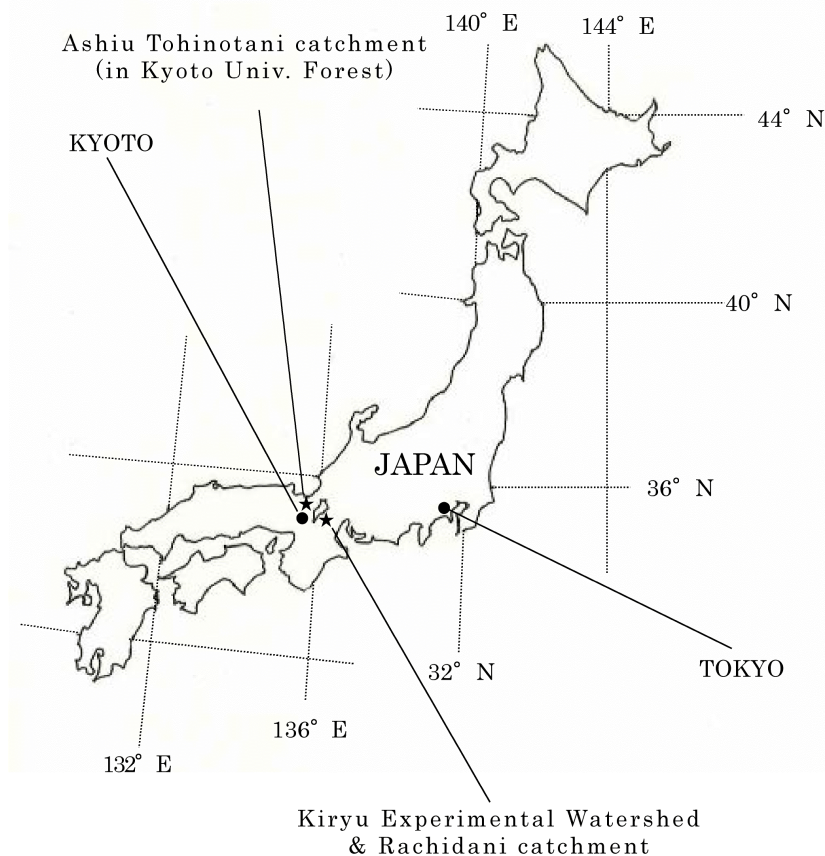 140° E
144° E
Ashiu Tohinotani catchment
(in Kyoto Univ. Forest)
44° N
KYOTO
40° N
JAPAN
36° N
32° N
TOKYO
136° E
132° E
Kiryu Experimental Watershed
& Rachidani catchment